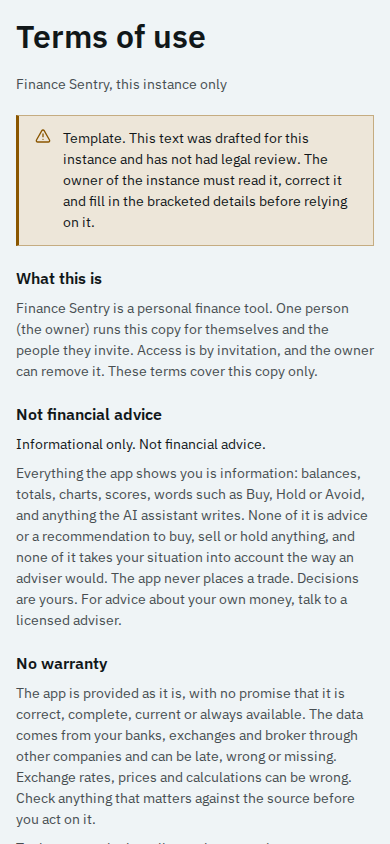 Terms of use
Finance Sentry, this instance only
Template. This text was drafted for this
instance and has not had legal review. The
owner of the instance must read it, correct it
and fill in the bracketed details before relying
on it.
What this is
Finance Sentry is a personal finance tool. One person
(the owner) runs this copy for themselves and the
people they invite. Access is by invitation, and the owner
can remove it. These terms cover this copy only.
Not financial advice
Informational only. Not financial advice.
Everything the app shows you is information: balances,
totals, charts, scores, words such as Buy, Hold or Avoid,
and anything the AI assistant writes. None of it is advice
or a recommendation to buy, sell or hold anything, and
none of it takes your situation into account the way an
adviser would. The app never places a trade. Decisions
are yours. For advice about your own money, talk to a
licensed adviser.
No warranty
The app is provided as it is, with no promise that it is
correct, complete, current or always available. The data
comes from your banks, exchanges and broker through
other companies and can be late, wrong or missing.
Exchange rates, prices and calculations can be wrong.
Check anything that matters against the source before
you act on it.